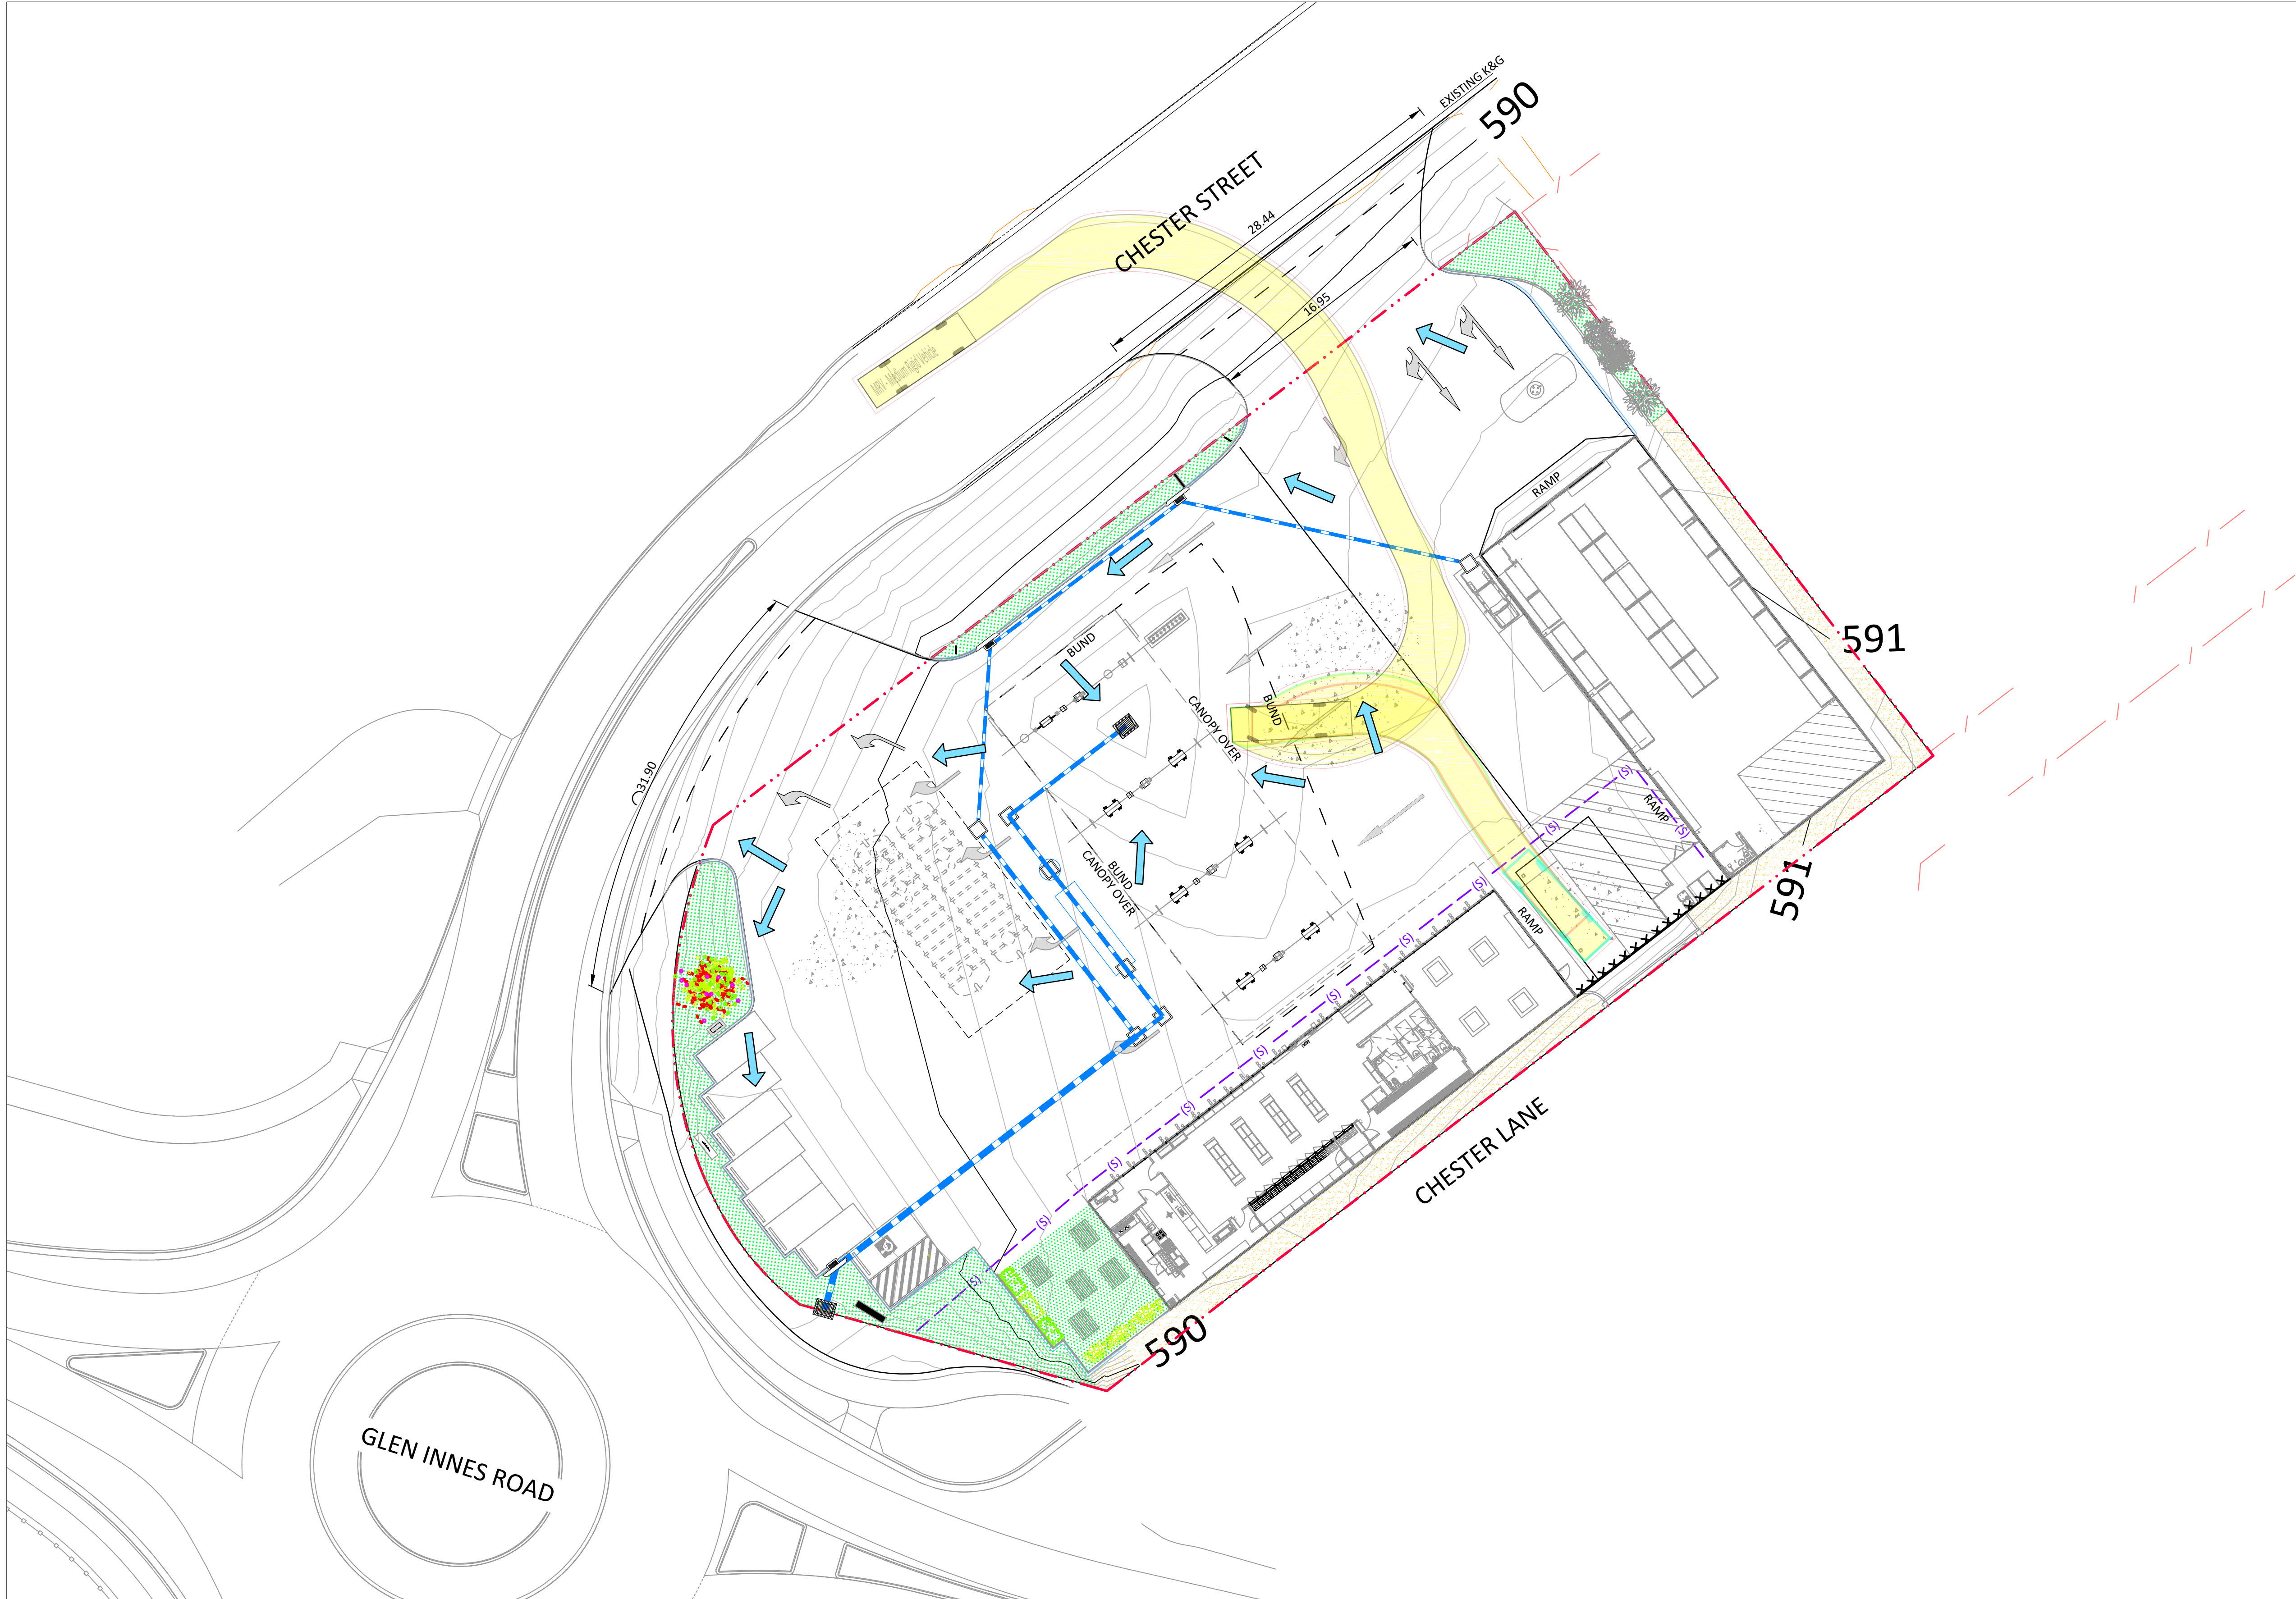 EXISTING K&G
590
CHESTER STREET
28.44
16.95
MRV - Medium Rigid Vehicle
RAMP
591
BUND
CANOPY OVER
BUND
31.90
RAMP
BUND
CANOPY OVER
RAMP
591
(S)
(S)
(S)
(S)
(S)
(S)
(S)
(S)
(S)
(S)
(S)
(S)
CHESTER LANE
590
GLEN INNES ROAD